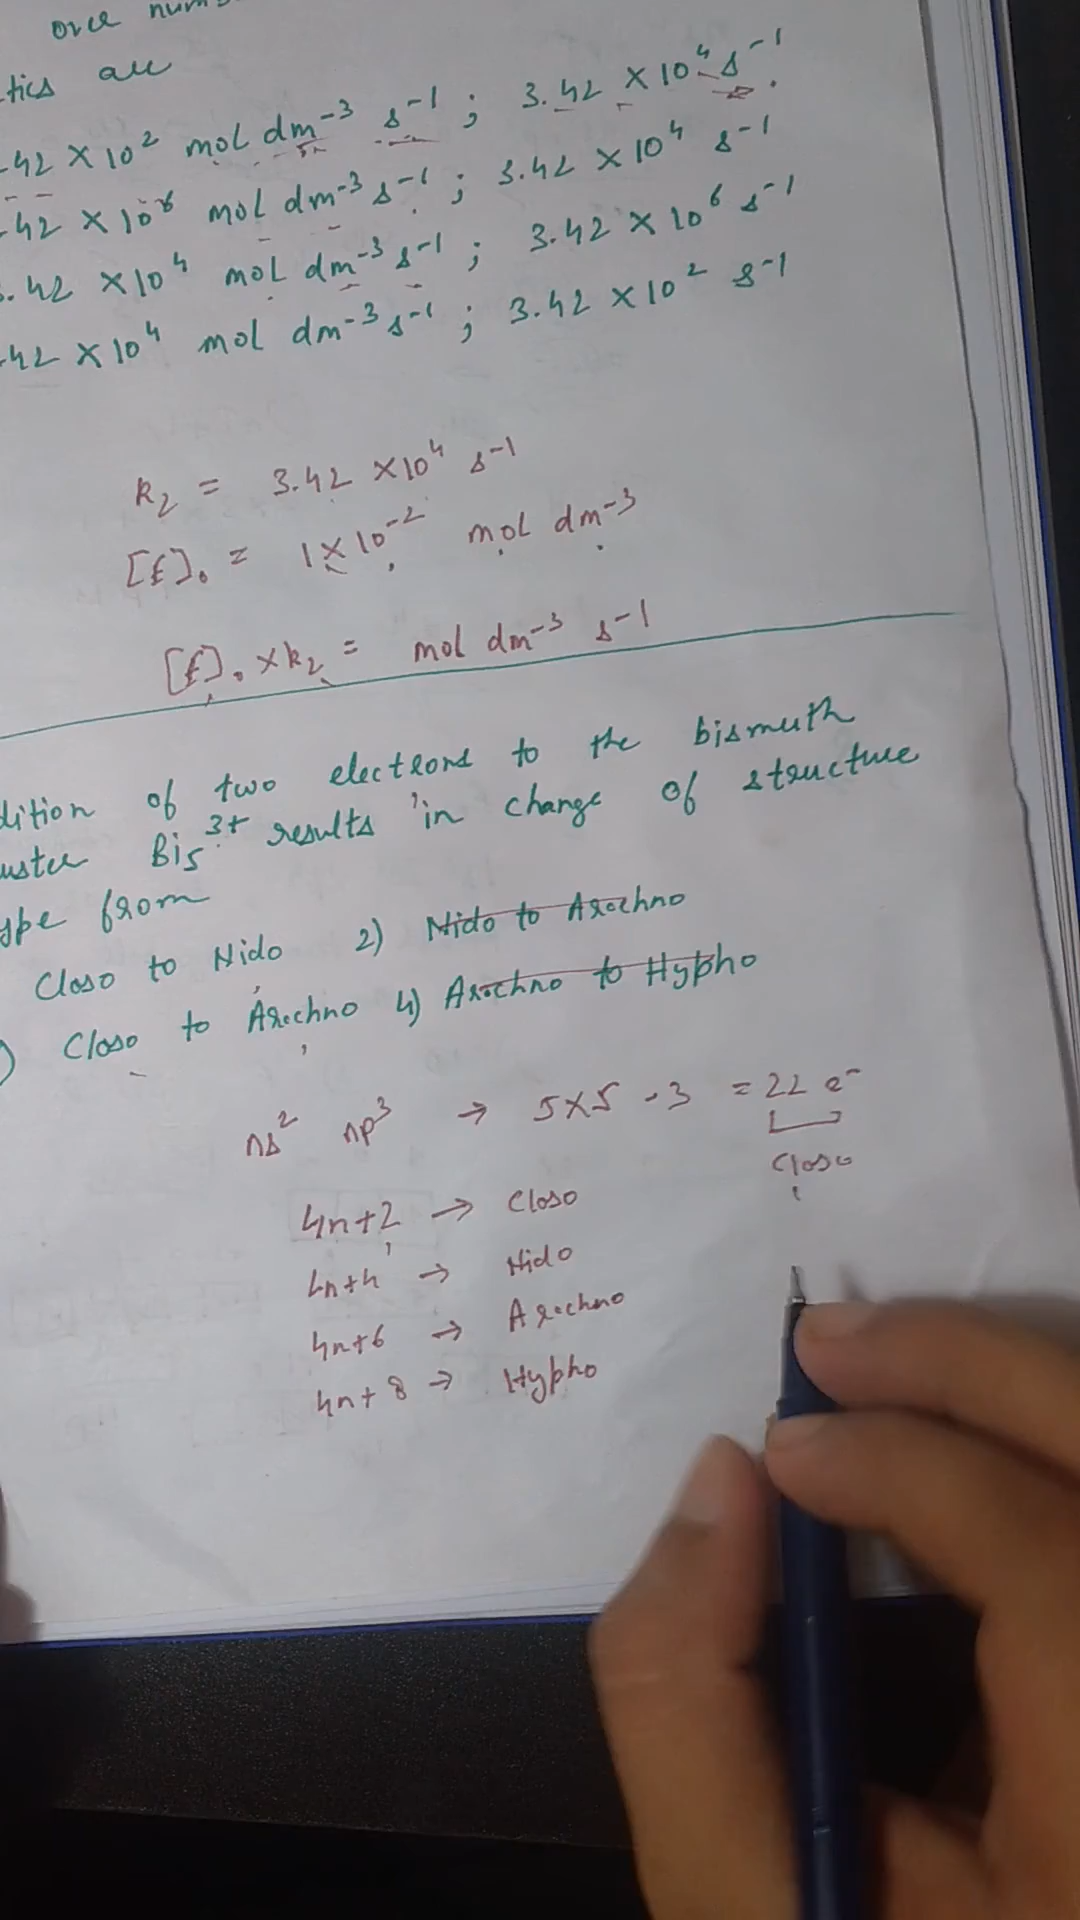 over num
tics are
.42 × 10² mol dm⁻³ s⁻¹ ; 3.42 × 10⁴ s⁻¹
.42 × 10⁶ mol dm⁻³ s⁻¹ ; 3.42 × 10⁴ s⁻¹
3.42 × 10⁴ mol dm⁻³ s⁻¹ ; 3.42 × 10⁶ s⁻¹
.42 × 10⁴ mol dm⁻³ s⁻¹ ; 3.42 × 10² s⁻¹
k₂ = 3.42 × 10⁴ s⁻¹
[E]₀ = 1 × 10⁻² mol dm⁻³
[E]₀ × k₂ = mol dm⁻³ s⁻¹
dition of two electrons to the bismuth
uster Bi₅³⁺ results in change of structure
ype from
Closo to Nido 2) Nido to Arachno
) Closo to Arachno 4) Arachno to Hypho
ns² np³ → 5×5 - 3 = 22 e⁻
Closo
4n+2 → Closo
4n+4 → Nido
4n+6 → Arachno
4n+8 → Hypho